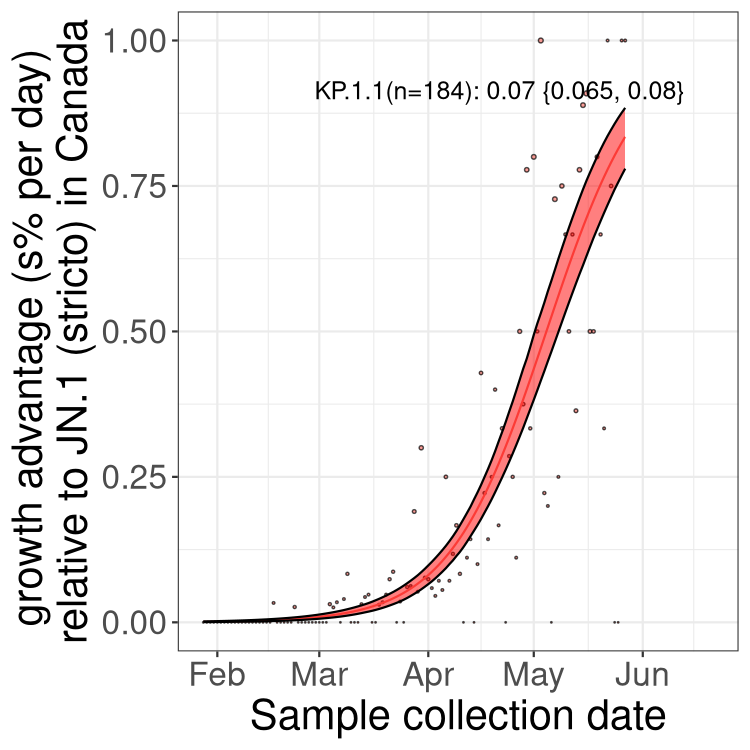 growth advantage (s% per day)
relative to JN.1 (stricto) in Canada
1.00
0.75
0.50
0.25
0.00
KP.1.1(n=184): 0.07 {0.065, 0.08}
Feb Mar Apr May Jun
Sample collection date